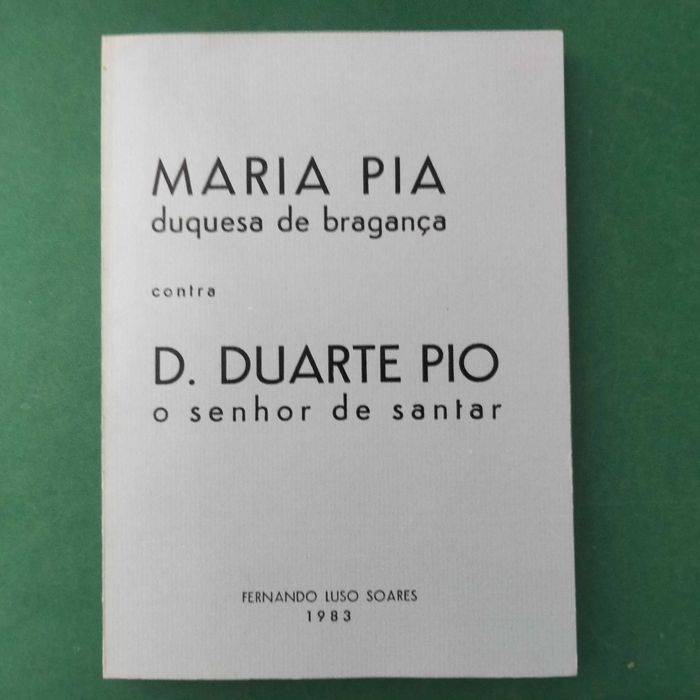 MARIA PIA
duquesa de bragança
contra
D. DUARTE PIO
o senhor de santar
FERNANDO LUSO SOARES
1983